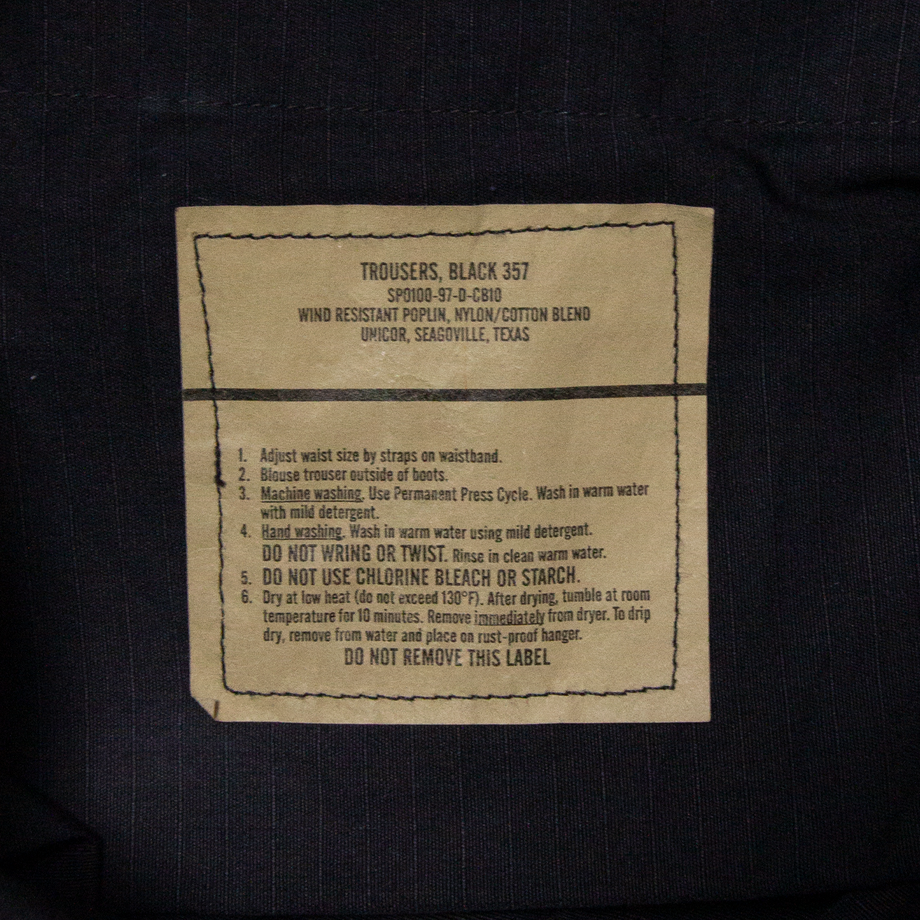 TROUSERS, BLACK 357
SPO100-97-D-CB10
WIND RESISTANT POPLIN, NYLON/COTTON BLEND
UNICOR, SEAGOVILLE, TEXAS
1. Adjust waist size by straps on waistband.
2. Blouse trouser outside of boots.
3. Machine washing. Use Permanent Press Cycle. Wash in warm water
with mild detergent.
4. Hand washing. Wash in warm water using mild detergent.
DO NOT WRING OR TWIST. Rinse in clean warm water.
5. DO NOT USE CHLORINE BLEACH OR STARCH.
6. Dry at low heat (do not exceed 130°F). After drying, tumble at room
temperature for 10 minutes. Remove immediately from dryer. To drip
dry, remove from water and place on rust-proof hanger.
DO NOT REMOVE THIS LABEL